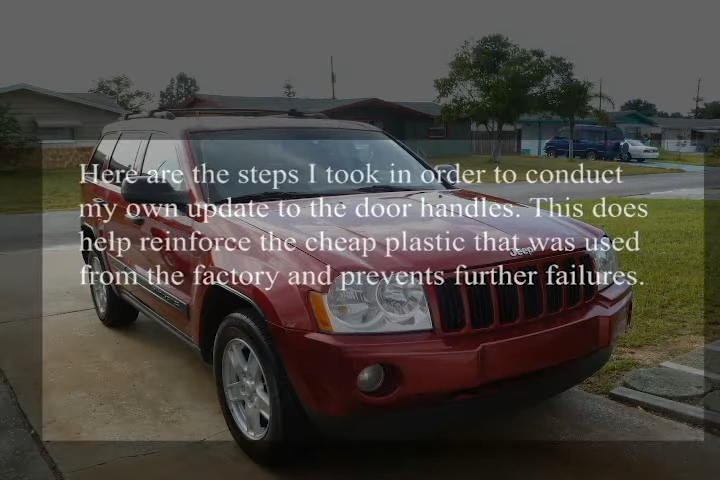 Here are the steps I took in order to conduct
my own update to the door handles. This does
help reinforce the cheap plastic that was used
from the factory and prevents further failures.
Jeep